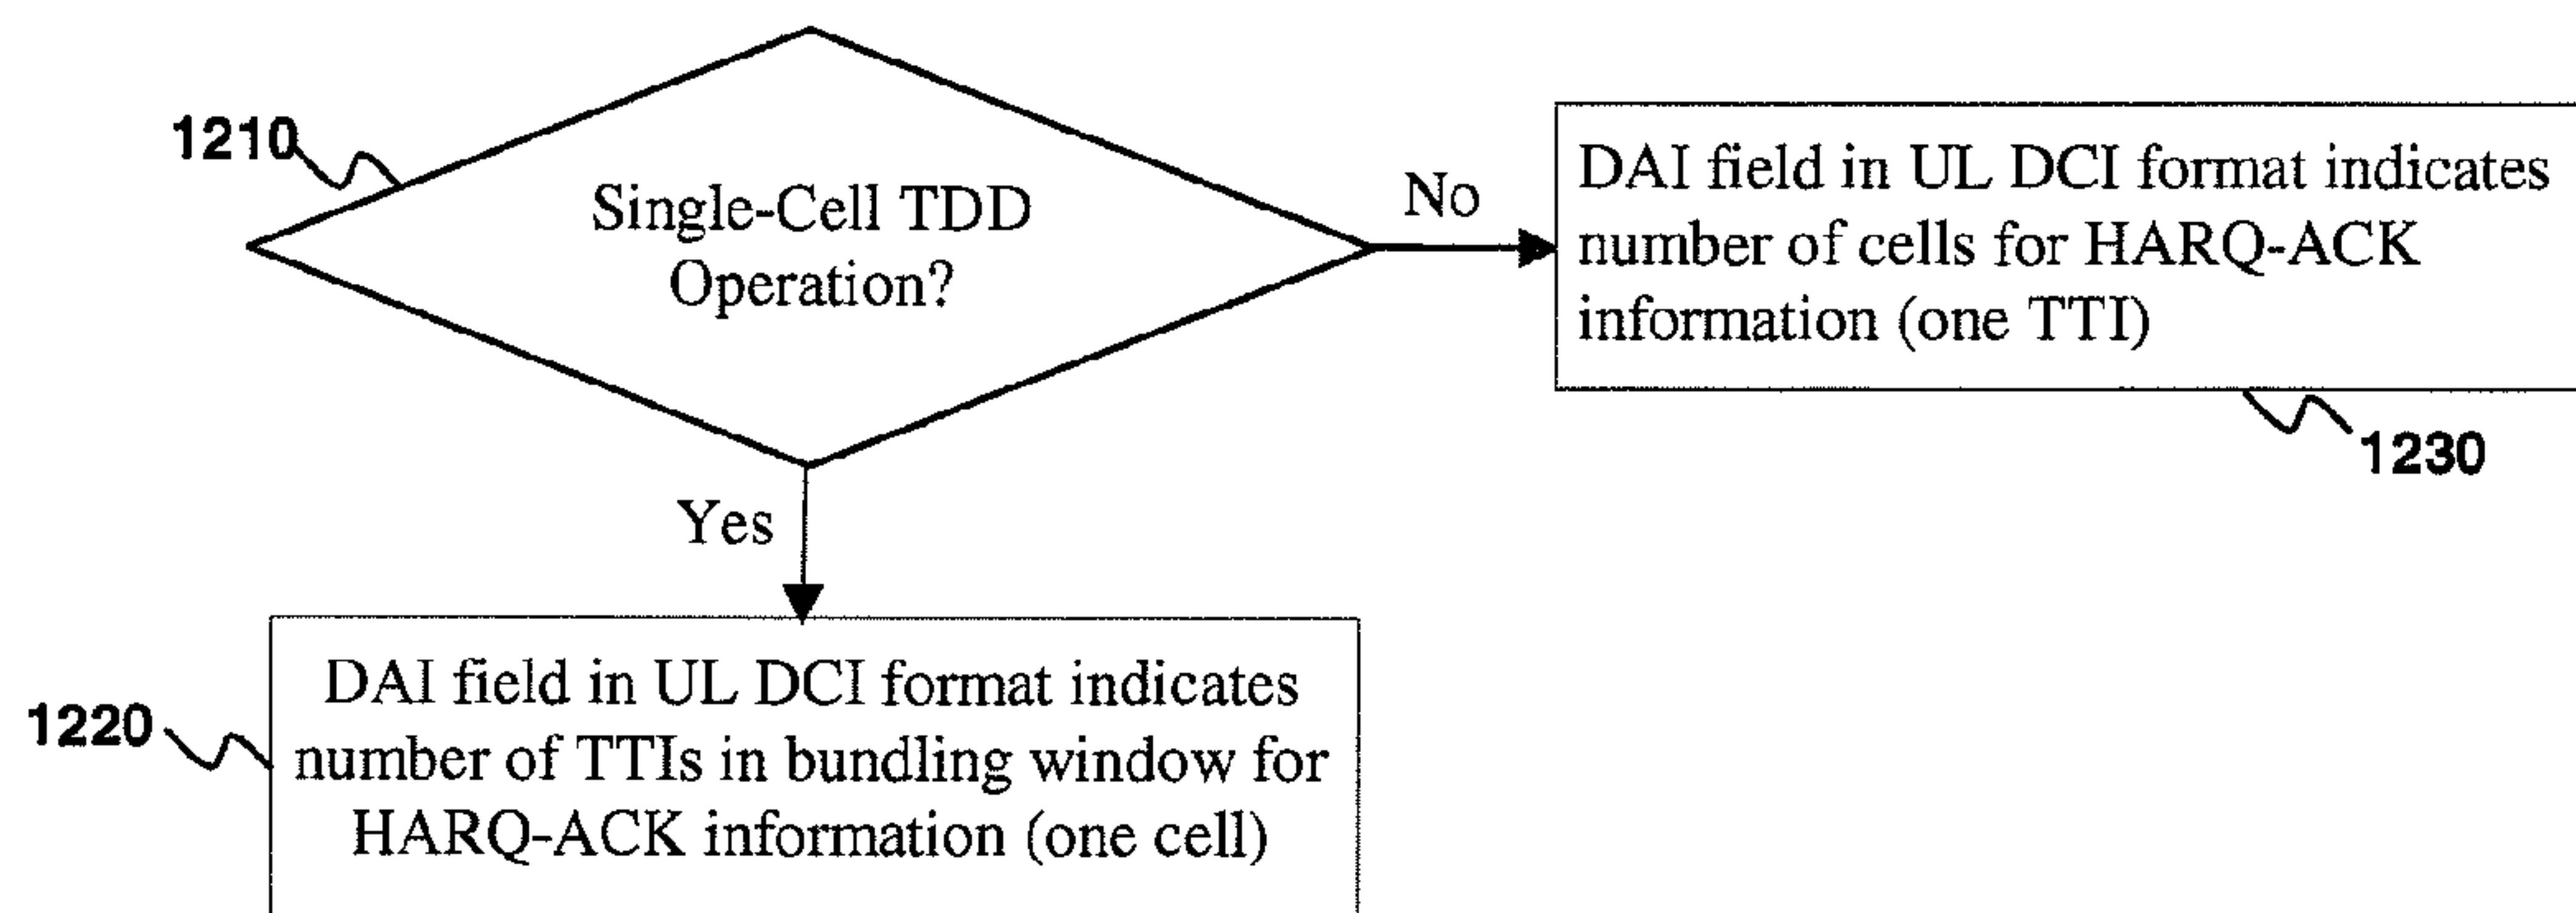 1210
Single-Cell TDD
Operation?
No
DAI field in UL DCI format indicates
number of cells for HARQ-ACK
information (one TTI)
1230
Yes
1220
DAI field in UL DCI format indicates
number of TTIs in bundling window for
HARQ-ACK information (one cell)